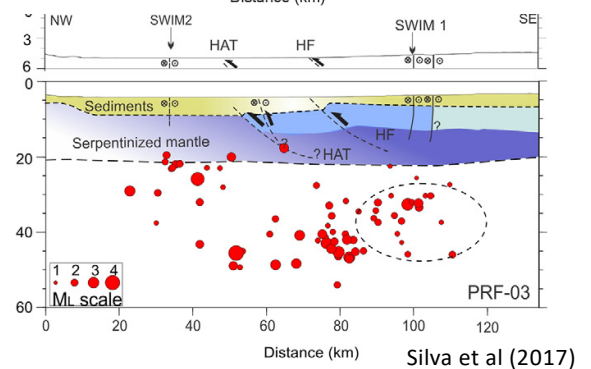 Distance (km)
NW
SWIM2
HAT
HF
SWIM 1
SE
0
3
6
0
20
40
60
Sediments
Serpentinized mantle
?
?HAT
HF
?
1 2 3 4
ML scale
PRF-03
0 20 40 60 80 100 120
Distance (km)
Silva et al (2017)